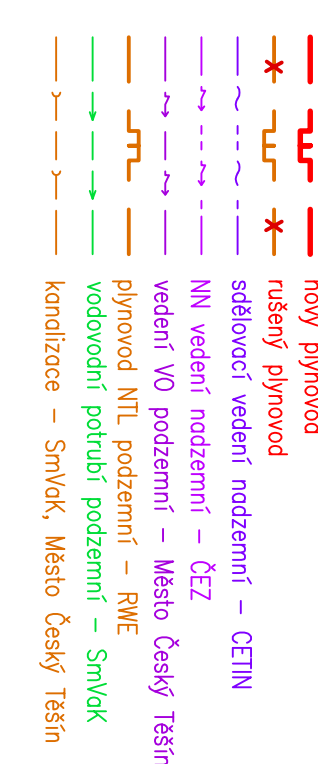 nový plynovod
rušený plynovod
sdělovací vedení nadzemní – CETIN
NN vedení nadzemní – ČEZ
vedení VO podzemní – Město Český Těšín
plynovod NTL podzemní – RWE
vodovodní potrubí podzemní – SmVaK
kanalizace – SmVaK, Město Český Těšín